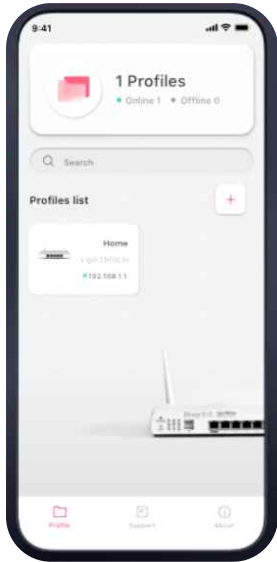 9:41
1 Profiles
Online 1 Offline 0
Search
Profiles list
+
Home
192.168.1.1
Profile
Support
About